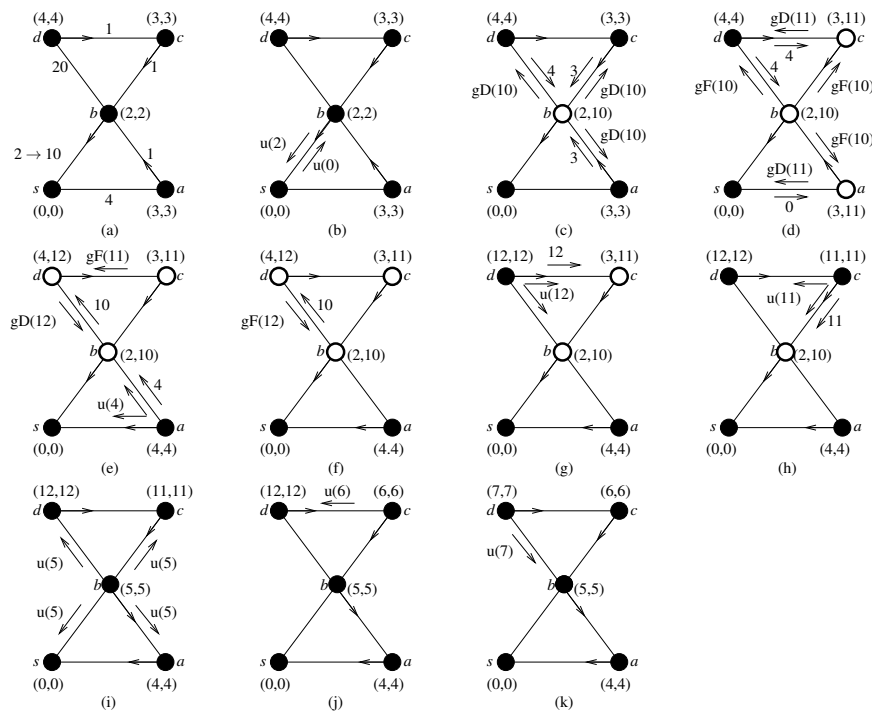 (4,4) (3,3) (4,4) (3,3) (4,4) (3,3) (4,4) gD(11) (3,11)
d 1 c d c d c d 4 c
20 1 4 3 4
gD(10) gD(10) gF(10) gF(10)
b (2,2) b (2,2) b (2,10) b (2,10)
2 → 10 1 u(2) u(0) 3 gD(10) gF(10)
gD(11)
s 4 a s a s a s 0 a
(0,0) (3,3) (0,0) (3,3) (0,0) (3,3) (0,0) (3,11)
(a) (b) (c) (d)
(4,12) gF(11) (3,11) (4,12) (3,11) (12,12) 12 (3,11) (12,12) (11,11)
d c d c d c d c
10 10 u(12) u(11)
gD(12) gF(12) 11
b (2,10) b (2,10) b (2,10) b (2,10)
u(4) 4
s a s a s a s a
(0,0) (4,4) (0,0) (4,4) (0,0) (4,4) (0,0) (4,4)
(e) (f) (g) (h)
(12,12) (11,11) (12,12) u(6) (6,6) (7,7) (6,6)
d c d c d c
u(5) u(5) u(7)
b (5,5) b (5,5) b (5,5)
u(5) u(5)
s a s a s a
(0,0) (4,4) (0,0) (4,4) (0,0) (4,4)
(i) (j) (k)